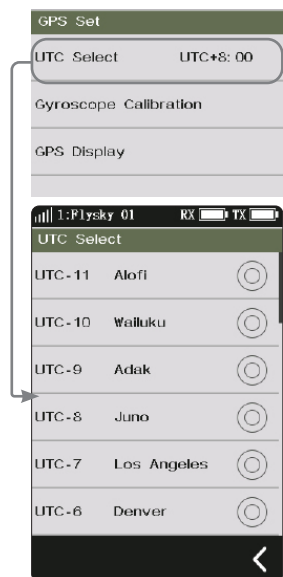 GPS Set
UTC Select UTC+8: 00
Gyroscope Calibration
GPS Display
1:Flysky 01 RX TX
UTC Select
UTC-11 Alofi
UTC-10 Wailuku
UTC-9 Adak
UTC-8 Juno
UTC-7 Los Angeles
UTC-6 Denver